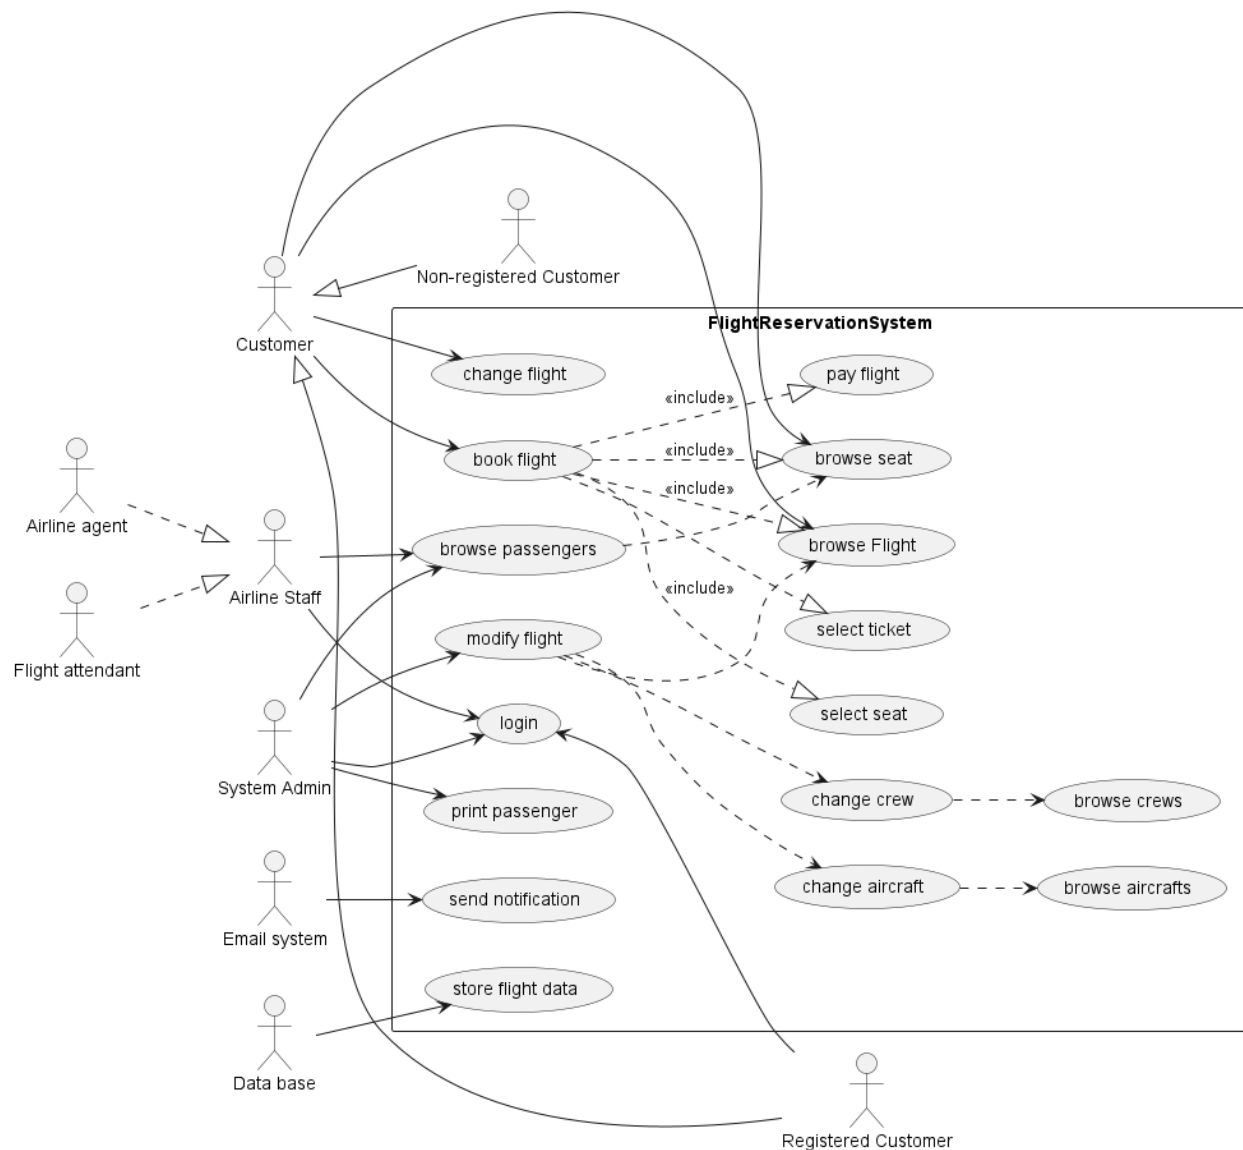 Non-registered Customer
FlightReservationSystem
Customer
change flight
pay flight
«include»
book flight
«include»
browse seat
«include»
Airline agent
browse passengers
browse Flight
Airline Staff
«include»
select ticket
Flight attendant
modify flight
select seat
login
System Admin
print passenger
change crew
browse crews
change aircraft
browse aircrafts
send notification
Email system
store flight data
Data base
Registered Customer